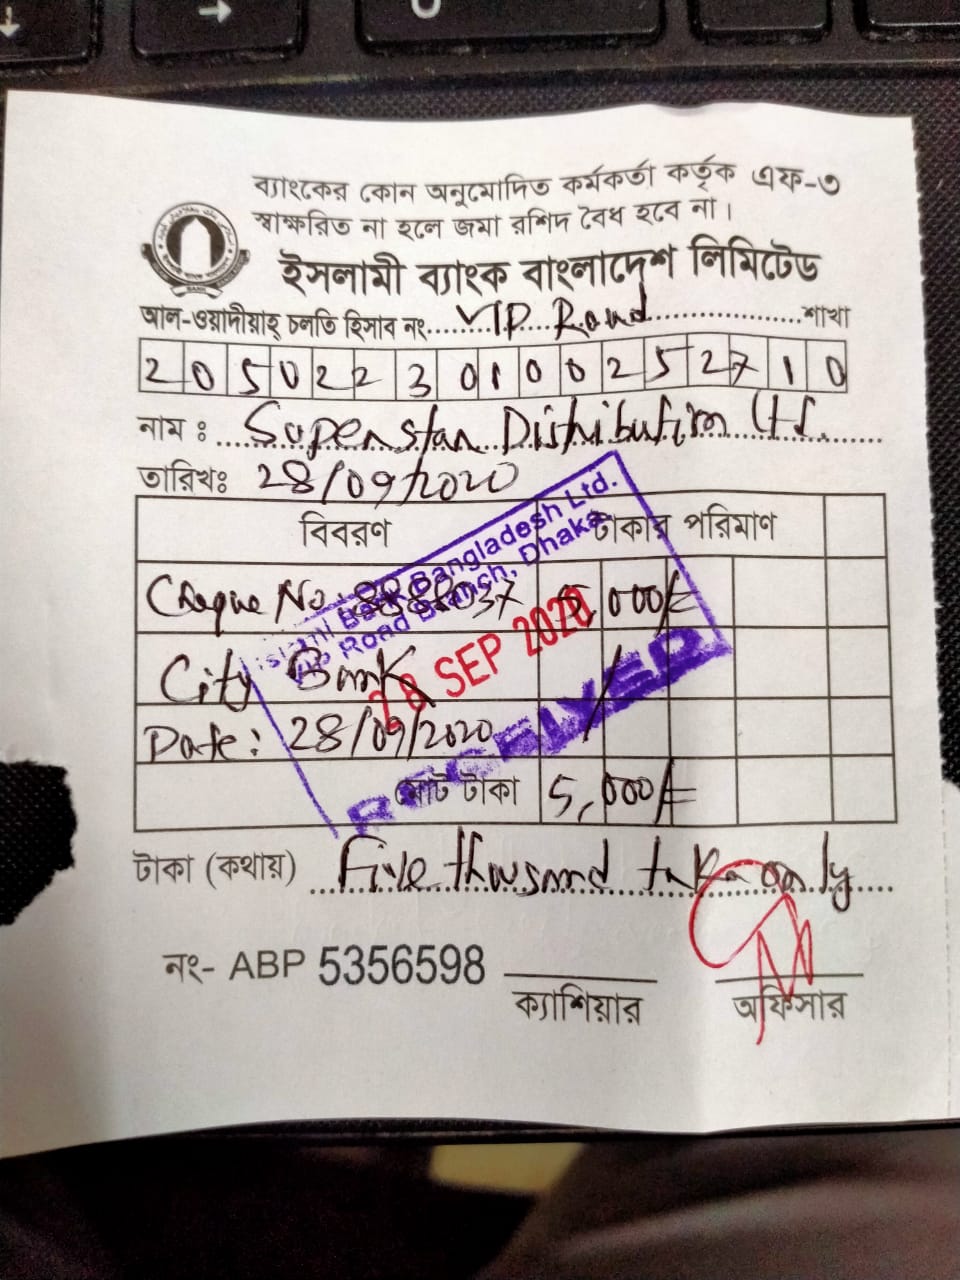 ব্যাংকের কোন অনুমোদিত কর্মকর্তা কর্তৃক এফ-৩
স্বাক্ষরিত না হলে জমা রশিদ বৈধ হবে না।
ইসলামী ব্যাংক বাংলাদেশ লিমিটেড
আল-ওয়াদীয়াহ্ চলতি হিসাব নং....VIP Road....শাখা
2 0 5 0 2 2 3 0 1 0 0 2 5 2 7 1 0
নাম : Superstar Distribution Ltd.
তারিখঃ 28/09/2020
বিবরণ টাকার পরিমাণ
Cheque No: 5,000/=
City Bank
Date: 28/09/2020
মোট টাকা 5,000/=
Islami Bank Bangladesh Ltd.
VIP Road Branch, Dhaka.
28 SEP 2020
RECEIVED
টাকা (কথায়) Five thousand taka only
নং- ABP 5356598
ক্যাশিয়ার অফিসার